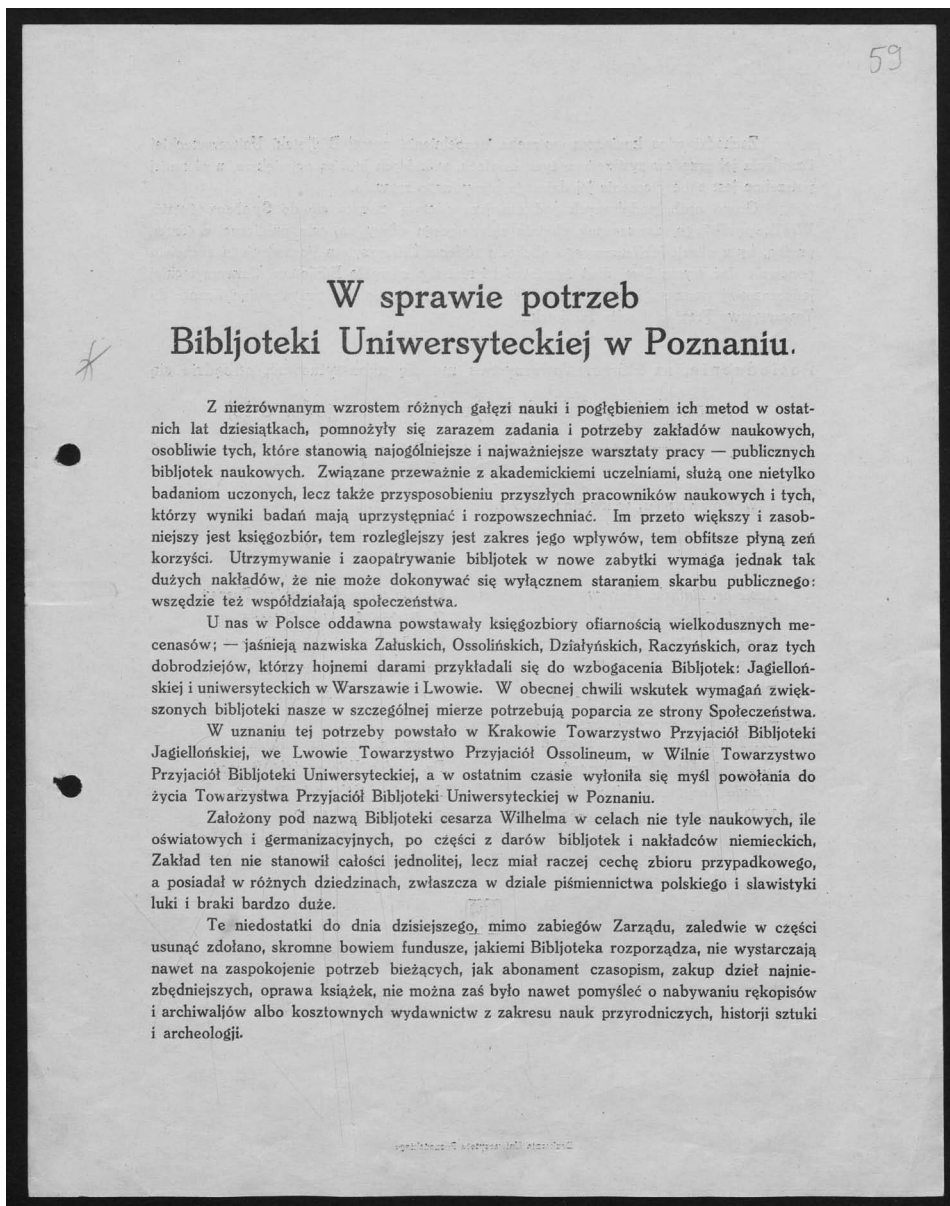 59
W sprawie potrzeb
Bibljoteki Uniwersyteckiej w Poznaniu.
Z niezrównanym wzrostem różnych gałęzi nauki i pogłębieniem ich metod w ostat-
nich lat dziesiątkach, pomnożyły się zarazem zadania i potrzeby zakładów naukowych,
osobliwie tych, które stanowią najogólniejsze i najważniejsze warsztaty pracy — publicznych
bibljotek naukowych. Związane przeważnie z akademickiemi uczelniami, służą one nietylko
badaniom uczonych, lecz także przysposobieniu przyszłych pracowników naukowych i tych,
którzy wyniki badań mają uprzystępniać i rozpowszechniać. Im przeto większy i zasob-
niejszy jest księgozbiór, tem rozleglejszy jest zakres jego wpływów, tem obfitsze płyną zeń
korzyści. Utrzymywanie i zaopatrywanie bibljotek w nowe zabytki wymaga jednak tak
dużych nakładów, że nie może dokonywać się wyłącznem staraniem skarbu publicznego:
wszędzie też współdziałają społeczeństwa.
U nas w Polsce oddawna powstawały księgozbiory ofiarnością wielkodusznych me-
cenasów; — jaśnieją nazwiska Załuskich, Ossolińskich, Działyńskich, Raczyńskich, oraz tych
dobrodziejów, którzy hojnemi darami przykładali się do wzbogacenia Bibljotek: Jagielloń-
skiej i uniwersyteckich w Warszawie i Lwowie. W obecnej chwili wskutek wymagań zwięk-
szonych bibljoteki nasze w szczególnej mierze potrzebują poparcia ze strony Społeczeństwa.
W uznaniu tej potrzeby powstało w Krakowie Towarzystwo Przyjaciół Bibljoteki
Jagiellońskiej, we Lwowie Towarzystwo Przyjaciół Ossolineum, w Wilnie Towarzystwo
Przyjaciół Bibljoteki Uniwersyteckiej, a w ostatnim czasie wyłoniła się myśl powołania do
życia Towarzystwa Przyjaciół Bibljoteki Uniwersyteckiej w Poznaniu.
Założony pod nazwą Bibljoteki cesarza Wilhelma w celach nie tyle naukowych, ile
oświatowych i germanizacyjnych, po części z darów bibljotek i nakładców niemieckich,
Zakład ten nie stanowił całości jednolitej, lecz miał raczej cechę zbioru przypadkowego,
a posiadał w różnych dziedzinach, zwłaszcza w dziale piśmiennictwa polskiego i slawistyki
luki i braki bardzo duże.
Te niedostatki do dnia dzisiejszego, mimo zabiegów Zarządu, zaledwie w części
usunąć zdołano, skromne bowiem fundusze, jakiemi Bibljoteka rozporządza, nie wystarczają
nawet na zaspokojenie potrzeb bieżących, jak abonament czasopism, zakup dzieł najnie-
zbędniejszych, oprawa książek, nie można zaś było nawet pomyśleć o nabywaniu rękopisów
i archiwaljów albo kosztownych wydawnictw z zakresu nauk przyrodniczych, historji sztuki
i archeologji.